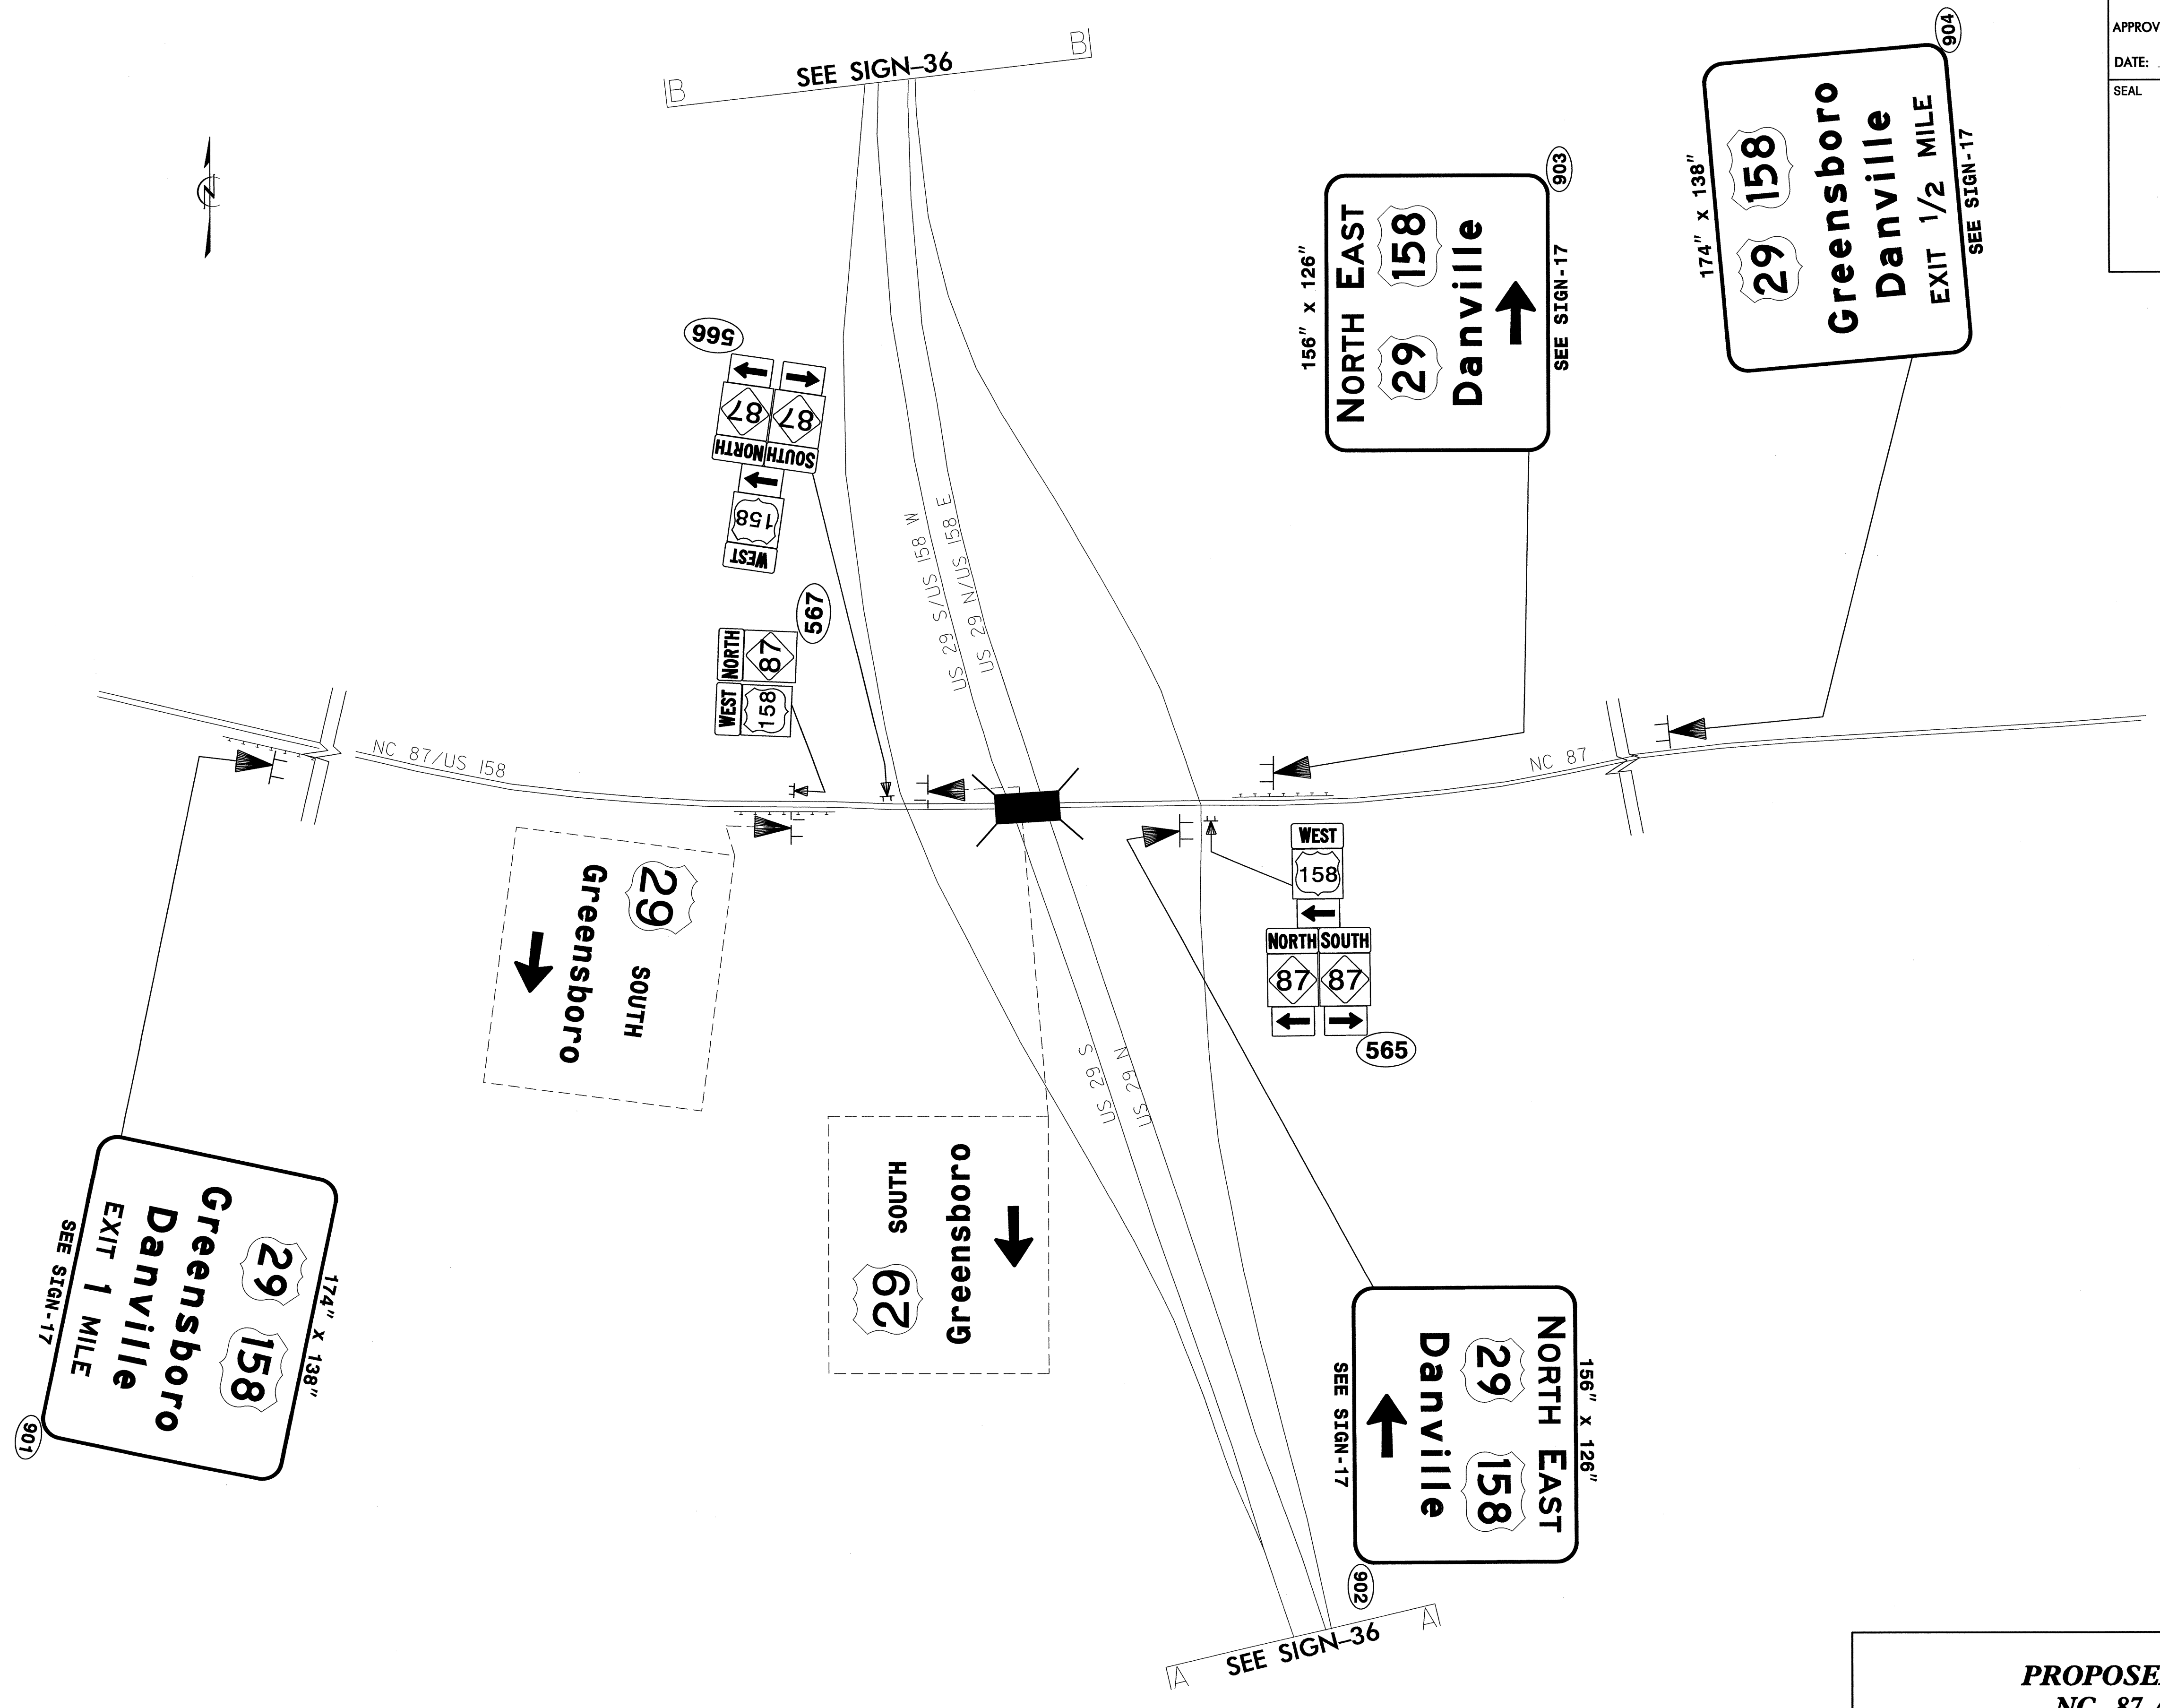 B
SEE SIGN–36
B
APPROV
DATE:
SEAL
904
29 158
Greensboro
Danville
EXIT 1/2 MILE
174" x 138"
SEE SIGN-17
903
NORTH EAST
29 158
Danville
156" x 126"
SEE SIGN-17
N
566
WEST
158
NORTH SOUTH
87 87
567
WEST NORTH
158 87
US 29 S/US 158 W
US 29 N/US 158 E
NC 87/US 158
NC 87
29 SOUTH
Greensboro
WEST
158
NORTH SOUTH
87 87
565
US 29 S
US 29 N
29 SOUTH
Greensboro
174" x 138"
29 158
Greensboro
Danville
EXIT 1 MILE
SEE SIGN-17
901
156" x 126"
NORTH EAST
29 158
Danville
SEE SIGN-17
902
A
SEE SIGN–36
A
PROPOSE
NC 87